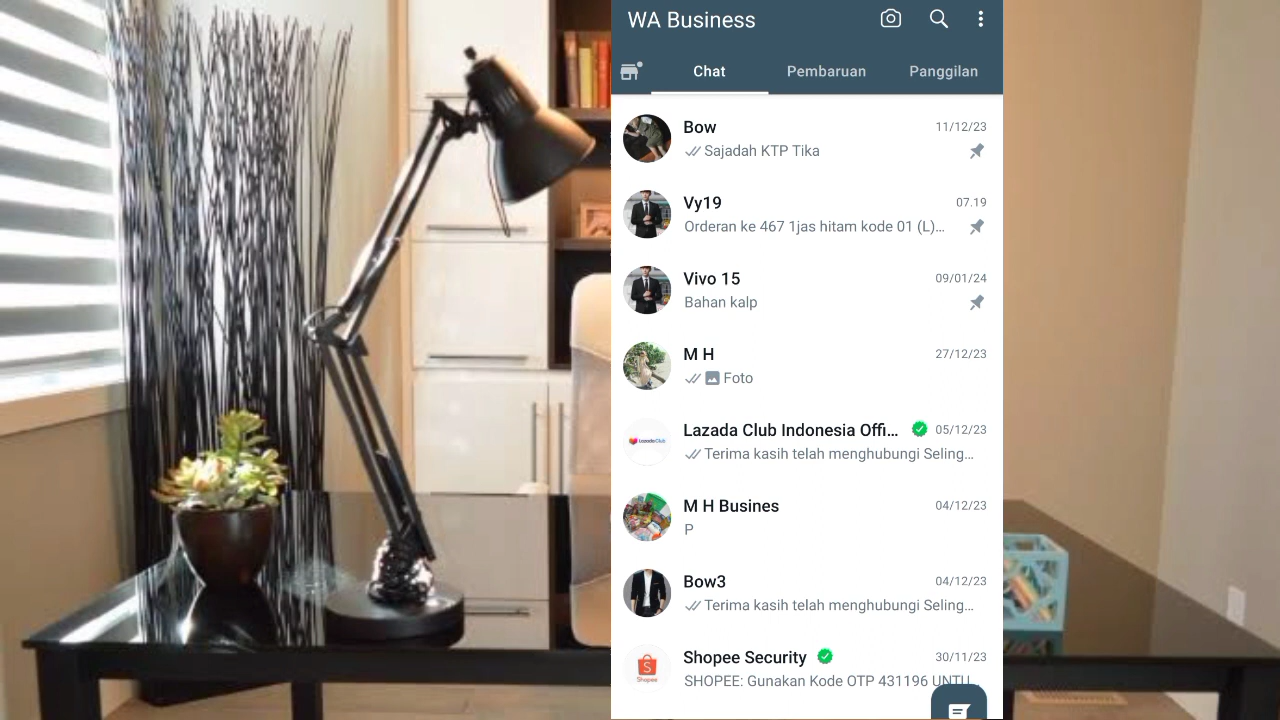 WA Business
Chat
Pembaruan
Panggilan
Bow
11/12/23
Sajadah KTP Tika
Vy19
07.19
Orderan ke 467 1jas hitam kode 01 (L)...
Vivo 15
09/01/24
Bahan kalp
M H
27/12/23
Foto
Lazada Club Indonesia Offi...
05/12/23
LazadaClub
Terima kasih telah menghubungi Seling...
M H Busines
04/12/23
P
Bow3
04/12/23
Terima kasih telah menghubungi Seling...
Shopee Security
30/11/23
Shopee
SHOPEE: Gunakan Kode OTP 431196 UNTU